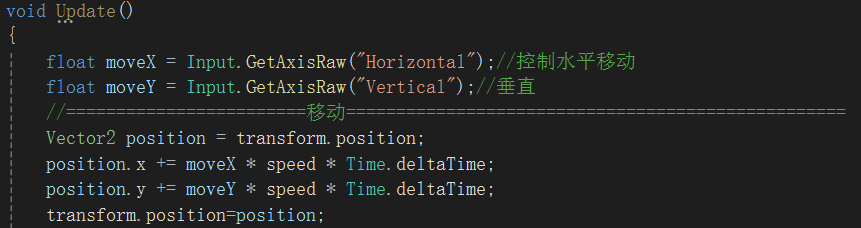 void Update()
{
float moveX = Input.GetAxisRaw("Horizontal");//控制水平移动
float moveY = Input.GetAxisRaw("Vertical");//垂直
//========================移动==================================================
Vector2 position = transform.position;
position.x += moveX * speed * Time.deltaTime;
position.y += moveY * speed * Time.deltaTime;
transform.position=position;